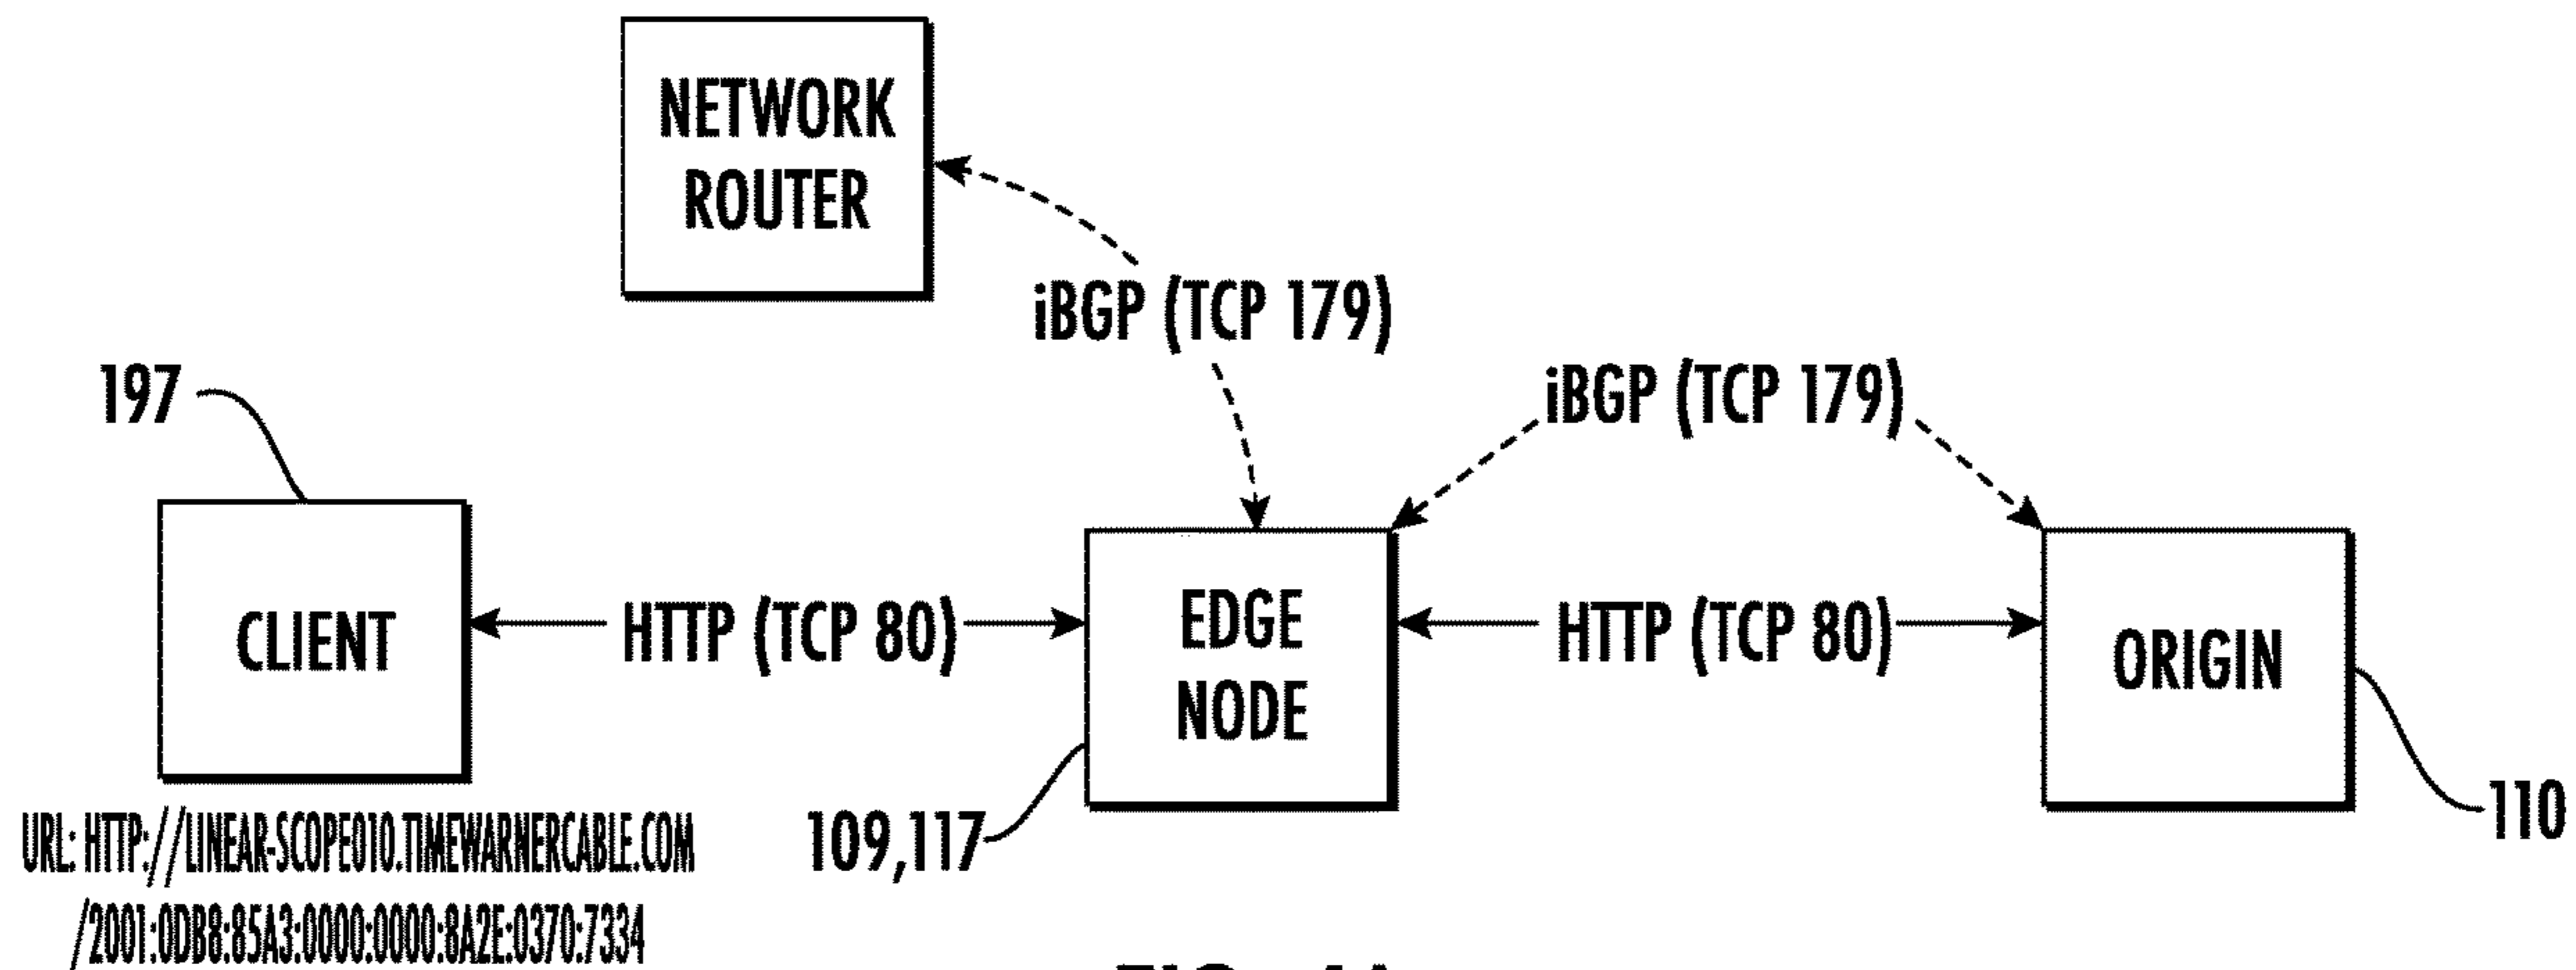 NETWORK
ROUTER
iBGP (TCP 179)
iBGP (TCP 179)
197
CLIENT
HTTP (TCP 80)
EDGE
NODE
HTTP (TCP 80)
ORIGIN
110
109,117
URL: HTTP://LINEAR-SCOPE010.TIMEWARNERCABLE.COM
/2001:0DB8:85A3:0000:0000:8A2E:0370:7334